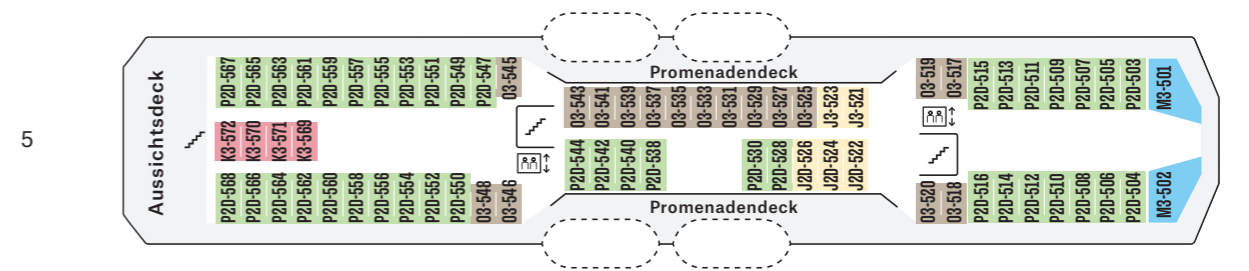 5
Aussichtsdeck
P2D-567 P2D-565 P2D-563 P2D-561 P2D-559 P2D-557 P2D-555 P2D-553 P2D-551 P2D-549 P2D-547 O3-545
K3-572 K3-570 K3-571 K3-569
P2D-568 P2D-566 P2D-564 P2D-562 P2D-560 P2D-558 P2D-556 P2D-554 P2D-552 P2D-550 O3-548 O3-546
Promenadendeck
O3-543 O3-541 O3-539 O3-537 O3-535 O3-533 O3-531 O3-529 O3-527 O3-525 J3-523 J3-521
P2D-544 P2D-542 P2D-540 P2D-538 P2D-530 P2D-528 J2D-526 J2D-524 J2D-522
Promenadendeck
O3-519 O3-517 P2D-515 P2D-513 P2D-511 P2D-509 P2D-507 P2D-505 P2D-503 M3-501
O3-520 O3-518 P2D-516 P2D-514 P2D-512 P2D-510 P2D-508 P2D-506 P2D-504 M3-502